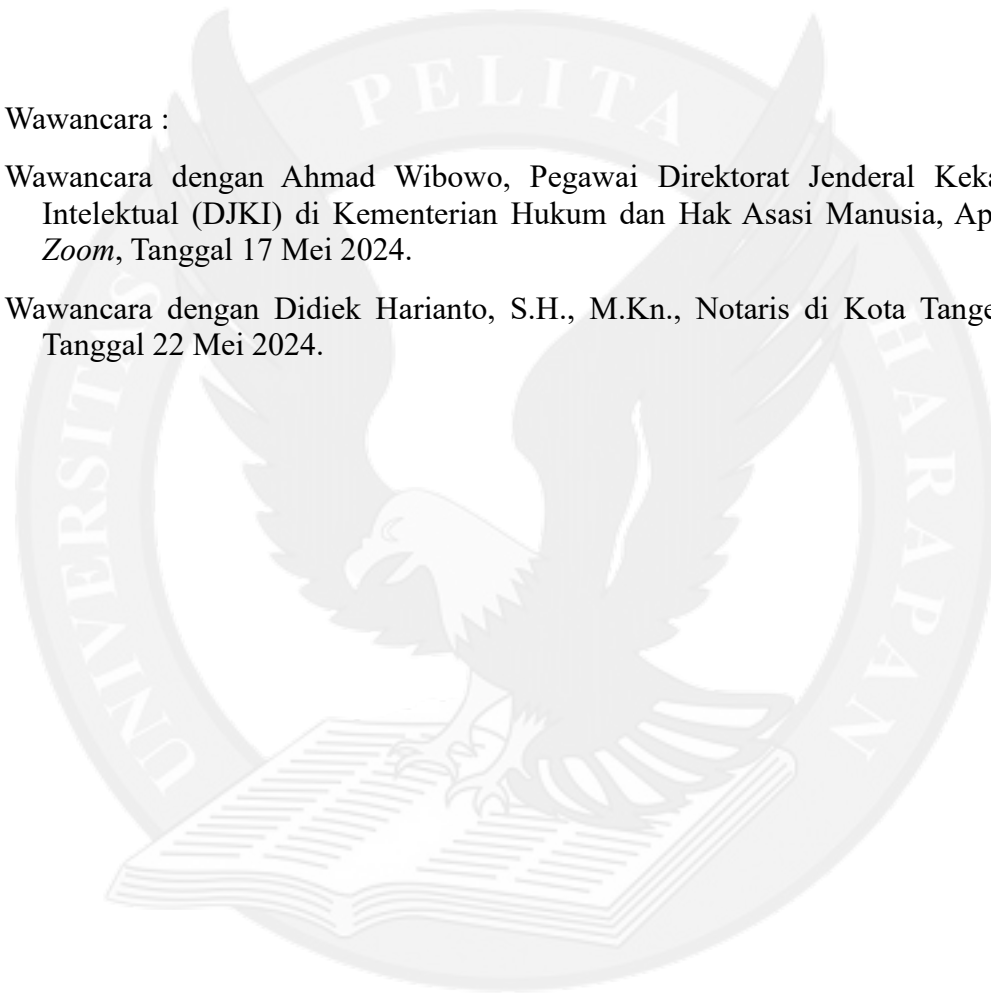 PELITA
UNIVERSITAS
HARAPAN
Wawancara :
Wawancara dengan Ahmad Wibowo, Pegawai Direktorat Jenderal Keka
Intelektual (DJKI) di Kementerian Hukum dan Hak Asasi Manusia, Ap
Zoom, Tanggal 17 Mei 2024.
Wawancara dengan Didiek Harianto, S.H., M.Kn., Notaris di Kota Tange
Tanggal 22 Mei 2024.